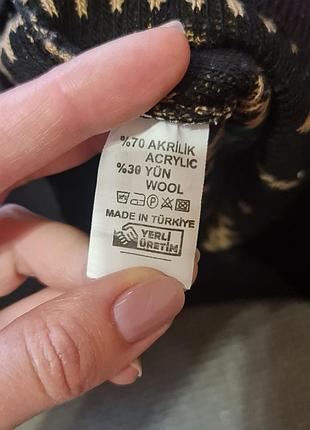 %70 AKRİLİK
ACRYLIC
%30 YÜN
WOOL
MADE IN TÜRKİYE
YERLİ
ÜRETİM